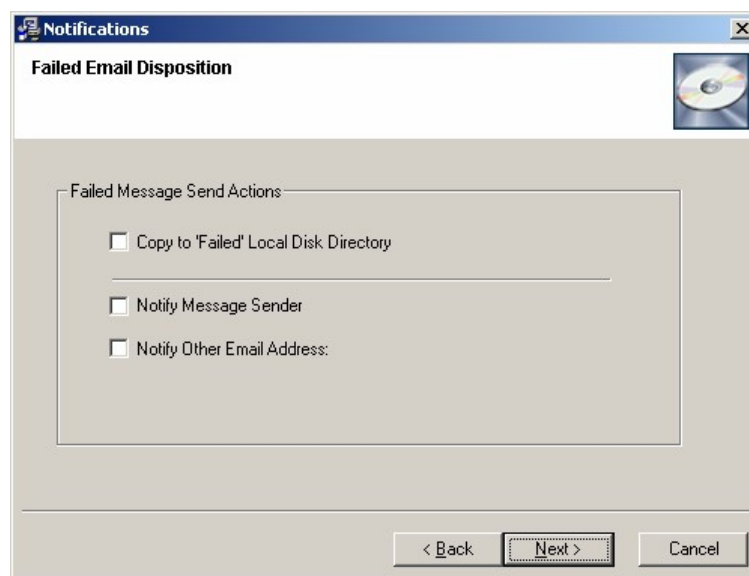 Notifications
Failed Email Disposition
Failed Message Send Actions
Copy to 'Failed' Local Disk Directory
Notify Message Sender
Notify Other Email Address:
< Back
Next >
Cancel